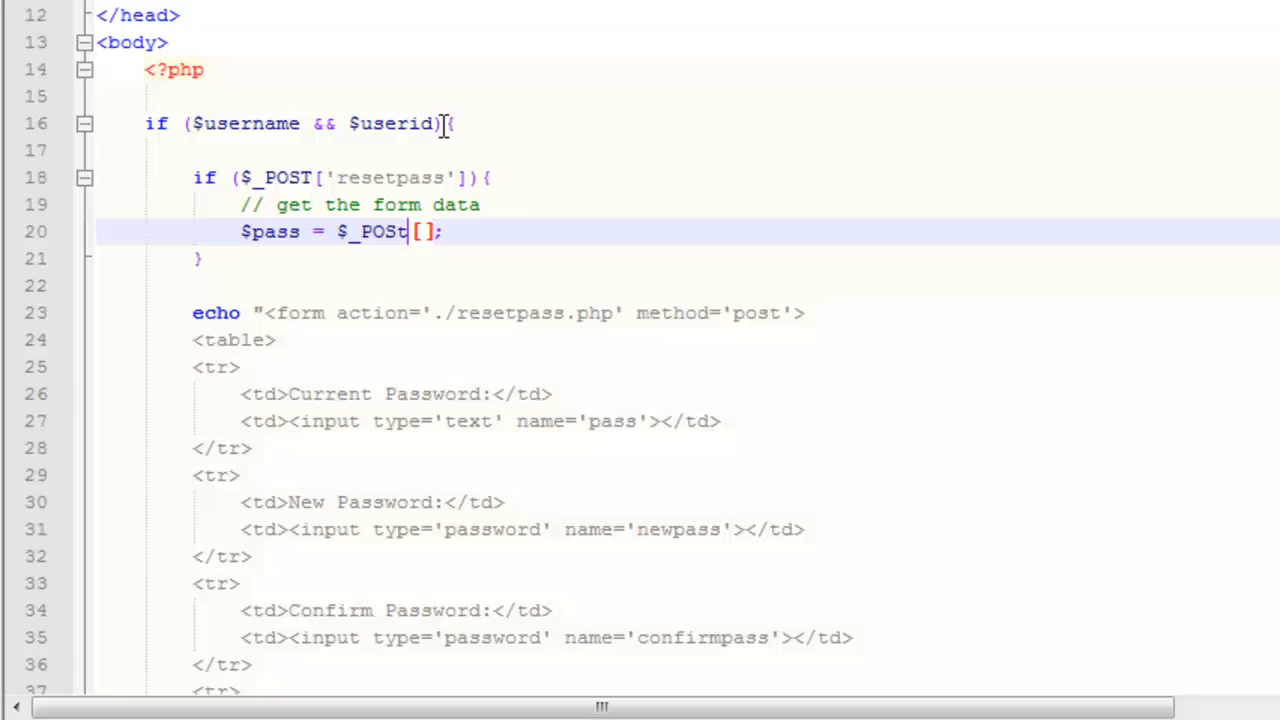 12 </head>
13 <body>
14 <?php
15
16 if ($username && $userid){
17
18 if ($_POST['resetpass']){
19 // get the form data
20 $pass = $_POSt[];
21 }
22
23 echo "<form action='./resetpass.php' method='post'>
24 <table>
25 <tr>
26 <td>Current Password:</td>
27 <td><input type='text' name='pass'></td>
28 </tr>
29 <tr>
30 <td>New Password:</td>
31 <td><input type='password' name='newpass'></td>
32 </tr>
33 <tr>
34 <td>Confirm Password:</td>
35 <td><input type='password' name='confirmpass'></td>
36 </tr>
37 <tr>